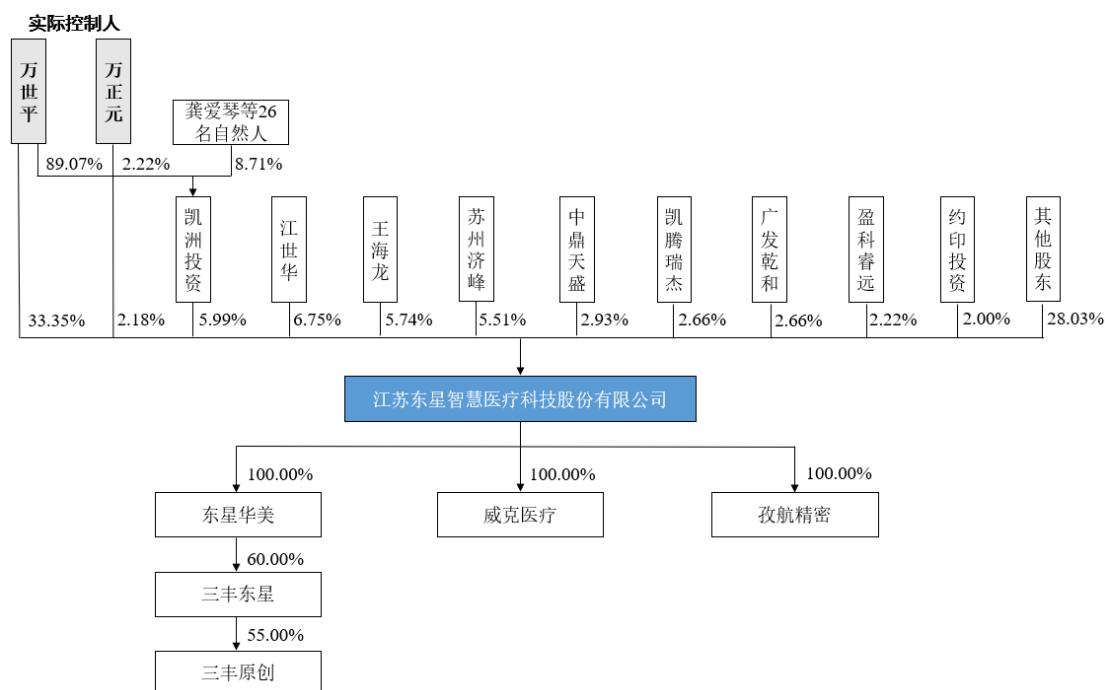 实际控制人
万世平
万正元
龚爱琴等26
名自然人
89.07%
2.22%
8.71%
凯洲投资
江世华
王海龙
苏州济峰
中鼎天盛
凯腾瑞杰
广发乾和
盈科睿远
约印投资
其他股东
33.35%
2.18%
5.99%
6.75%
5.74%
5.51%
2.93%
2.66%
2.66%
2.22%
2.00%
28.03%
江苏东星智慧医疗科技股份有限公司
100.00%
100.00%
100.00%
东星华美
威克医疗
孜航精密
60.00%
三丰东星
55.00%
三丰原创